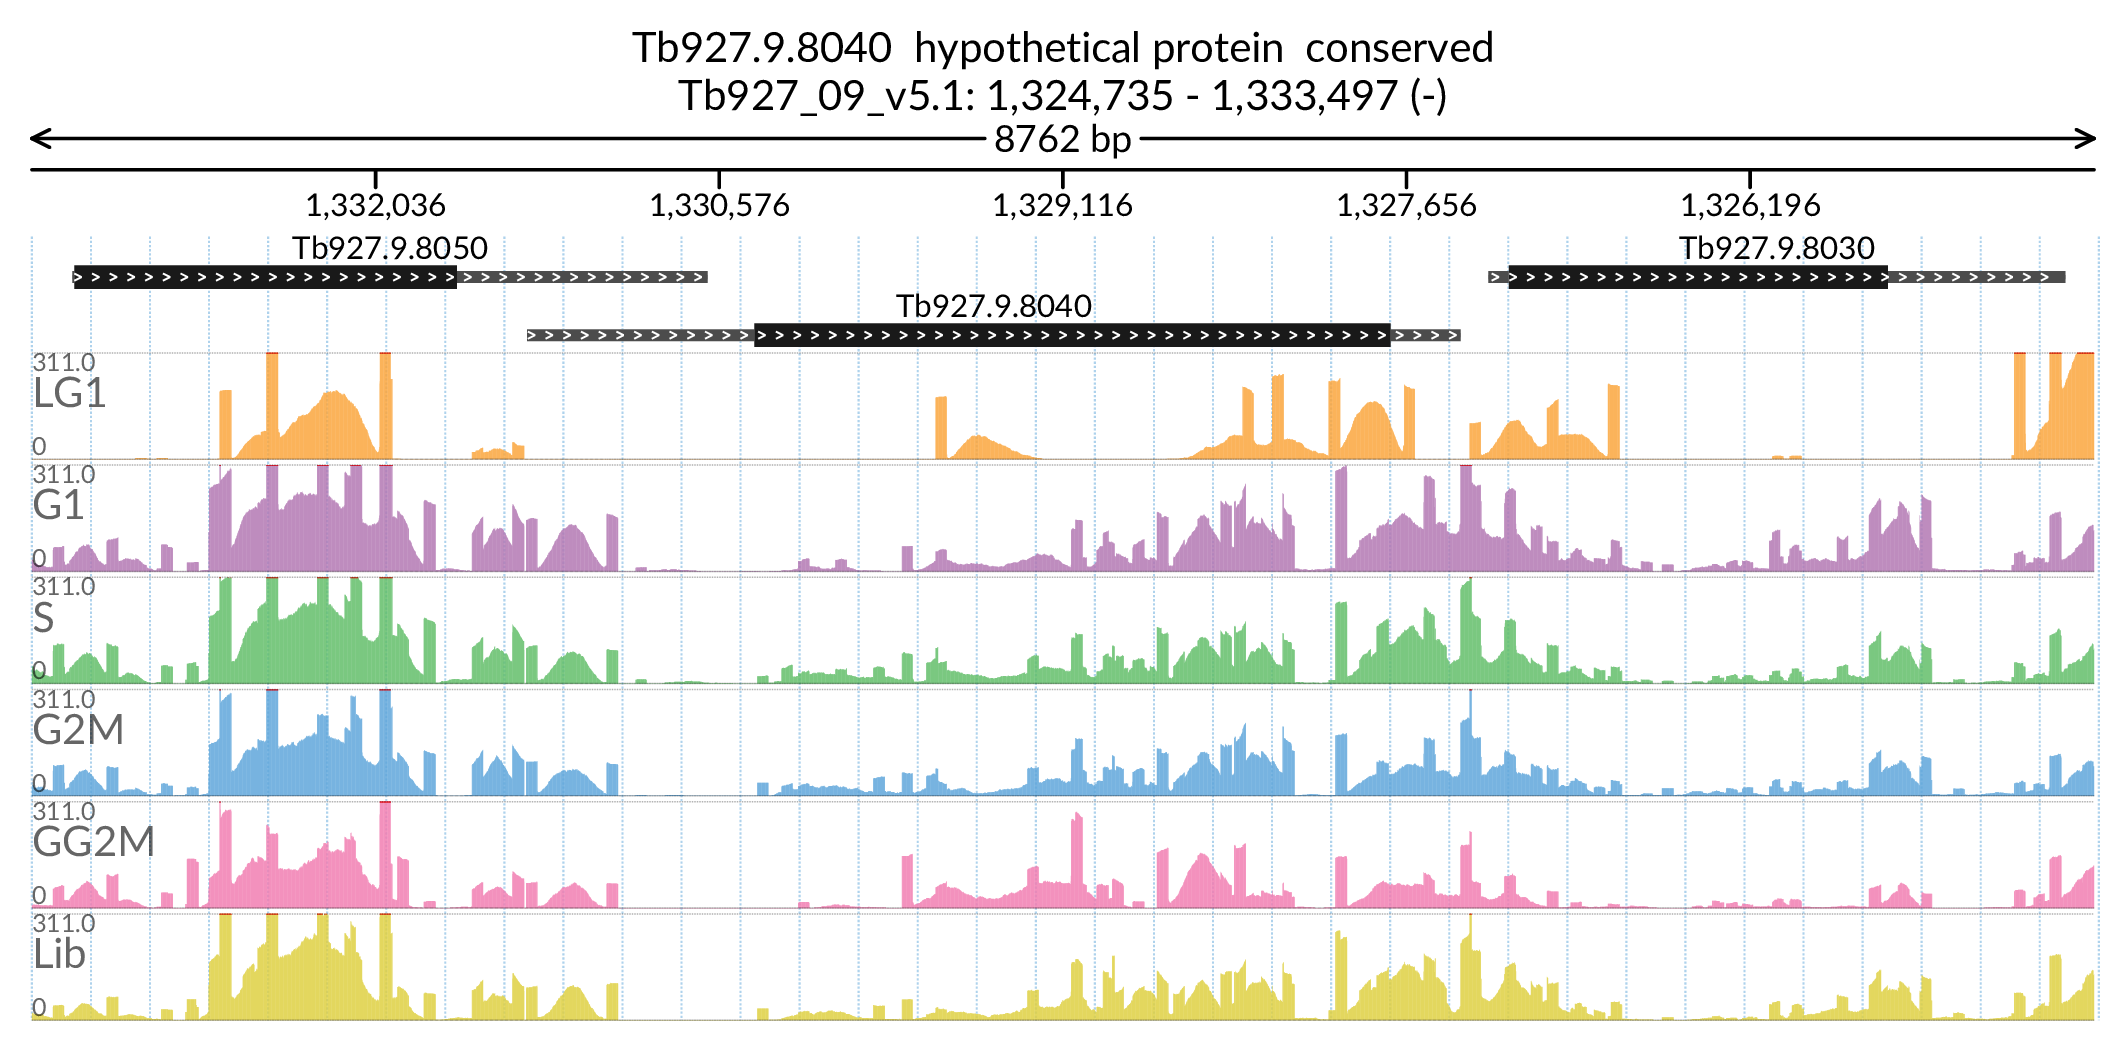 Tb927.9.8040  hypothetical protein  conserved
Tb927_09_v5.1: 1,324,735 - 1,333,497 (-)
8762 bp
1,332,036 1,330,576 1,329,116 1,327,656 1,326,196
Tb927.9.8050 Tb927.9.8030
Tb927.9.8040
311.0
LG1
0
311.0
G1
0
311.0
S
0
311.0
G2M
0
311.0
GG2M
0
311.0
Lib
0